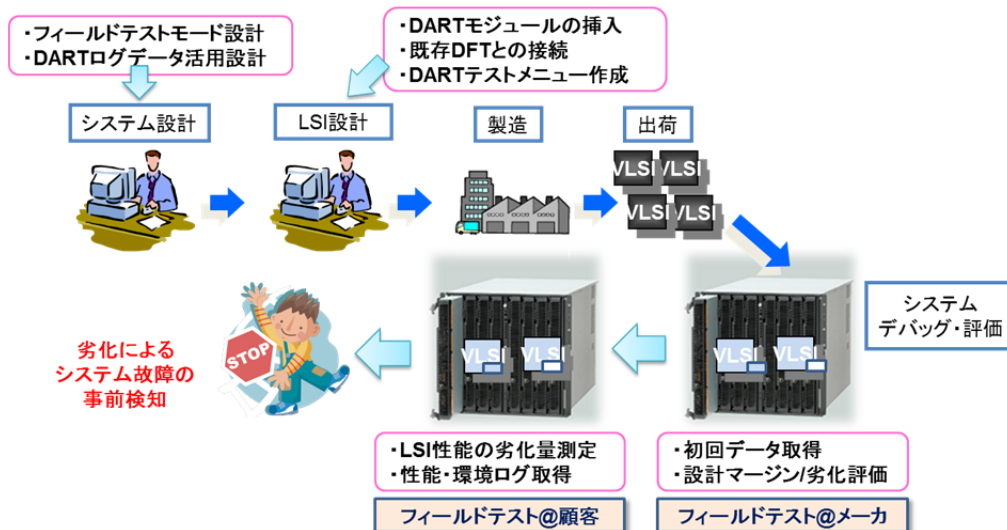 ・フィールドテストモード設計
・DARTログデータ活用設計
・DARTモジュールの挿入
・既存DFTとの接続
・DARTテストメニュー作成
システム設計
LSI設計
製造
出荷
VLSI
VLSI
VLSI
VLSI
システム
デバッグ・評価
VLSI
VLSI
VLSI
VLSI
STOP
劣化による
システム故障の
事前検知
・LSI性能の劣化量測定
・性能・環境ログ取得
フィールドテスト@顧客
・初回データ取得
・設計マージン/劣化評価
フィールドテスト@メーカ